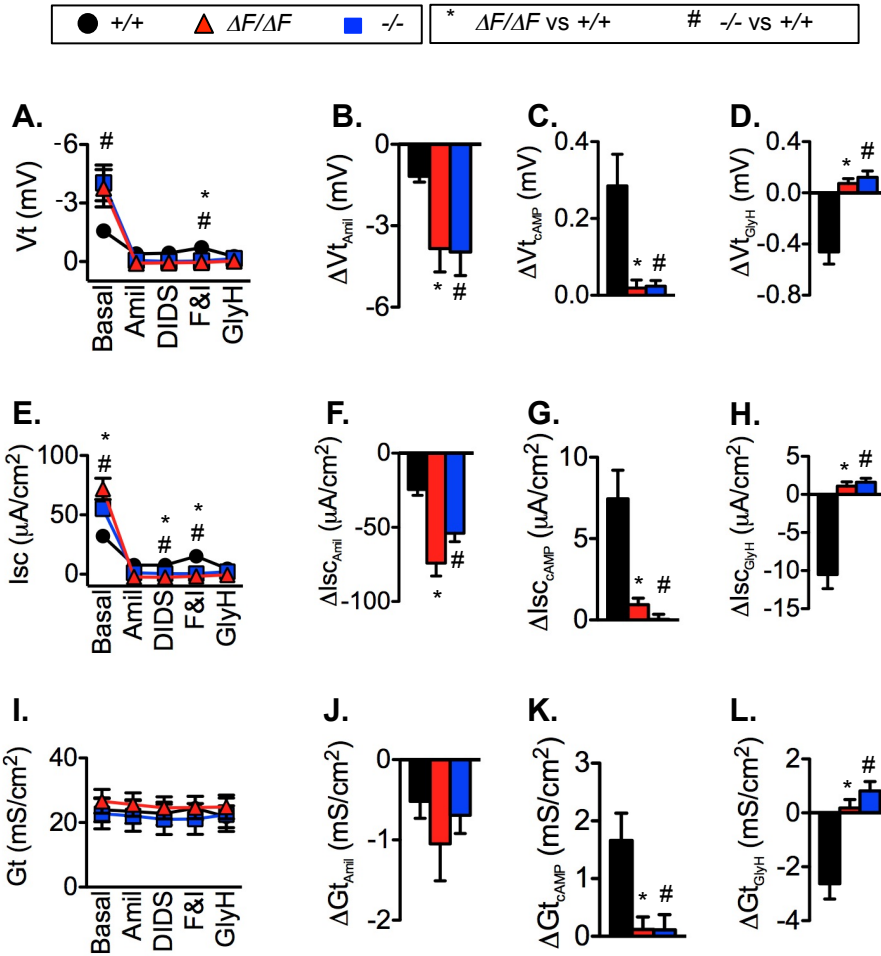 +/+ ΔF/ΔF -/- * ΔF/ΔF vs +/+ # -/- vs +/+
A. B. C. D.
Vt (mV)
-6
-3
0
#
*
#
Basal Amil DIDS F&I GlyH
ΔVtAmil (mV)
0
-3
-6
* #
ΔVtcAMP (mV)
0.4
0.2
0.0
* #
ΔVtGlyH (mV)
0.4
0.0
-0.4
-0.8
* #
E. F. G. H.
Isc (μA/cm2)
100
50
0
* * *
# # #
Basal Amil DIDS F&I GlyH
ΔIscAmil (μA/cm2)
0
-50
-100
* #
ΔIsccAMP (μA/cm2)
10
5
0
* #
ΔIscGlyH (μA/cm2)
5
0
-5
-10
-15
* #
I. J. K. L.
Gt (mS/cm2)
40
20
0
Basal Amil DIDS F&I GlyH
ΔGtAmil (mS/cm2)
0
-1
-2
ΔGtcAMP (mS/cm2)
3
2
1
0
* #
ΔGtGlyH (mS/cm2)
2
0
-2
-4
* #